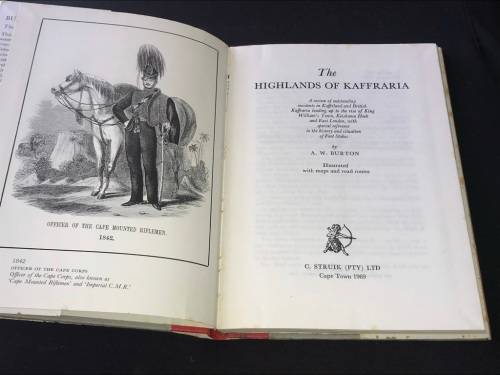 OFFICER OF THE CAPE MOUNTED RIFLEMEN.
1842.
1842
OFFICER OF THE CAPE CORPS
Officer of the Cape Corps, also known as
'Cape Mounted Riflemen' and 'Imperial C.M.R.'
The
HIGHLANDS OF KAFFRARIA
A review of outstanding
incidents in Kaffirland and British
Kaffraria leading up to the rise of King
William's Town, Keiskama Hoek
and East London, with
special reference
to the history and situation
of Fort Stokes
by
A. W. BURTON
Illustrated
with maps and road routes
C. STRUIK (PTY) LTD
Cape Town 1969